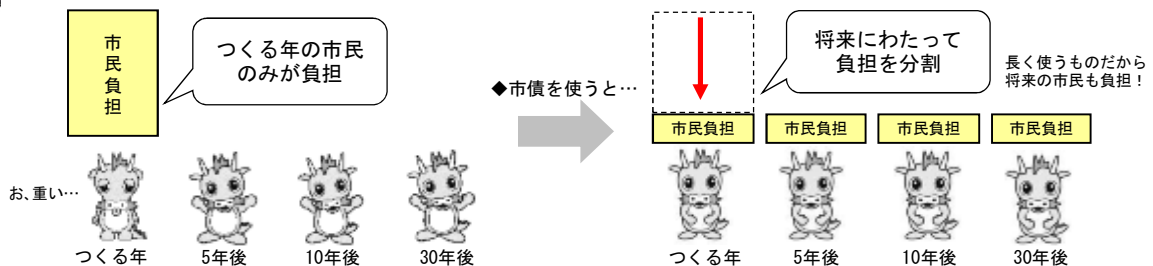 市民負担
つくる年の市民
のみが負担
お、重い…
つくる年
5年後
10年後
30年後
◆市債を使うと…
将来にわたって
負担を分割
長く使うものだから
将来の市民も負担！
市民負担
市民負担
市民負担
市民負担
つくる年
5年後
10年後
30年後